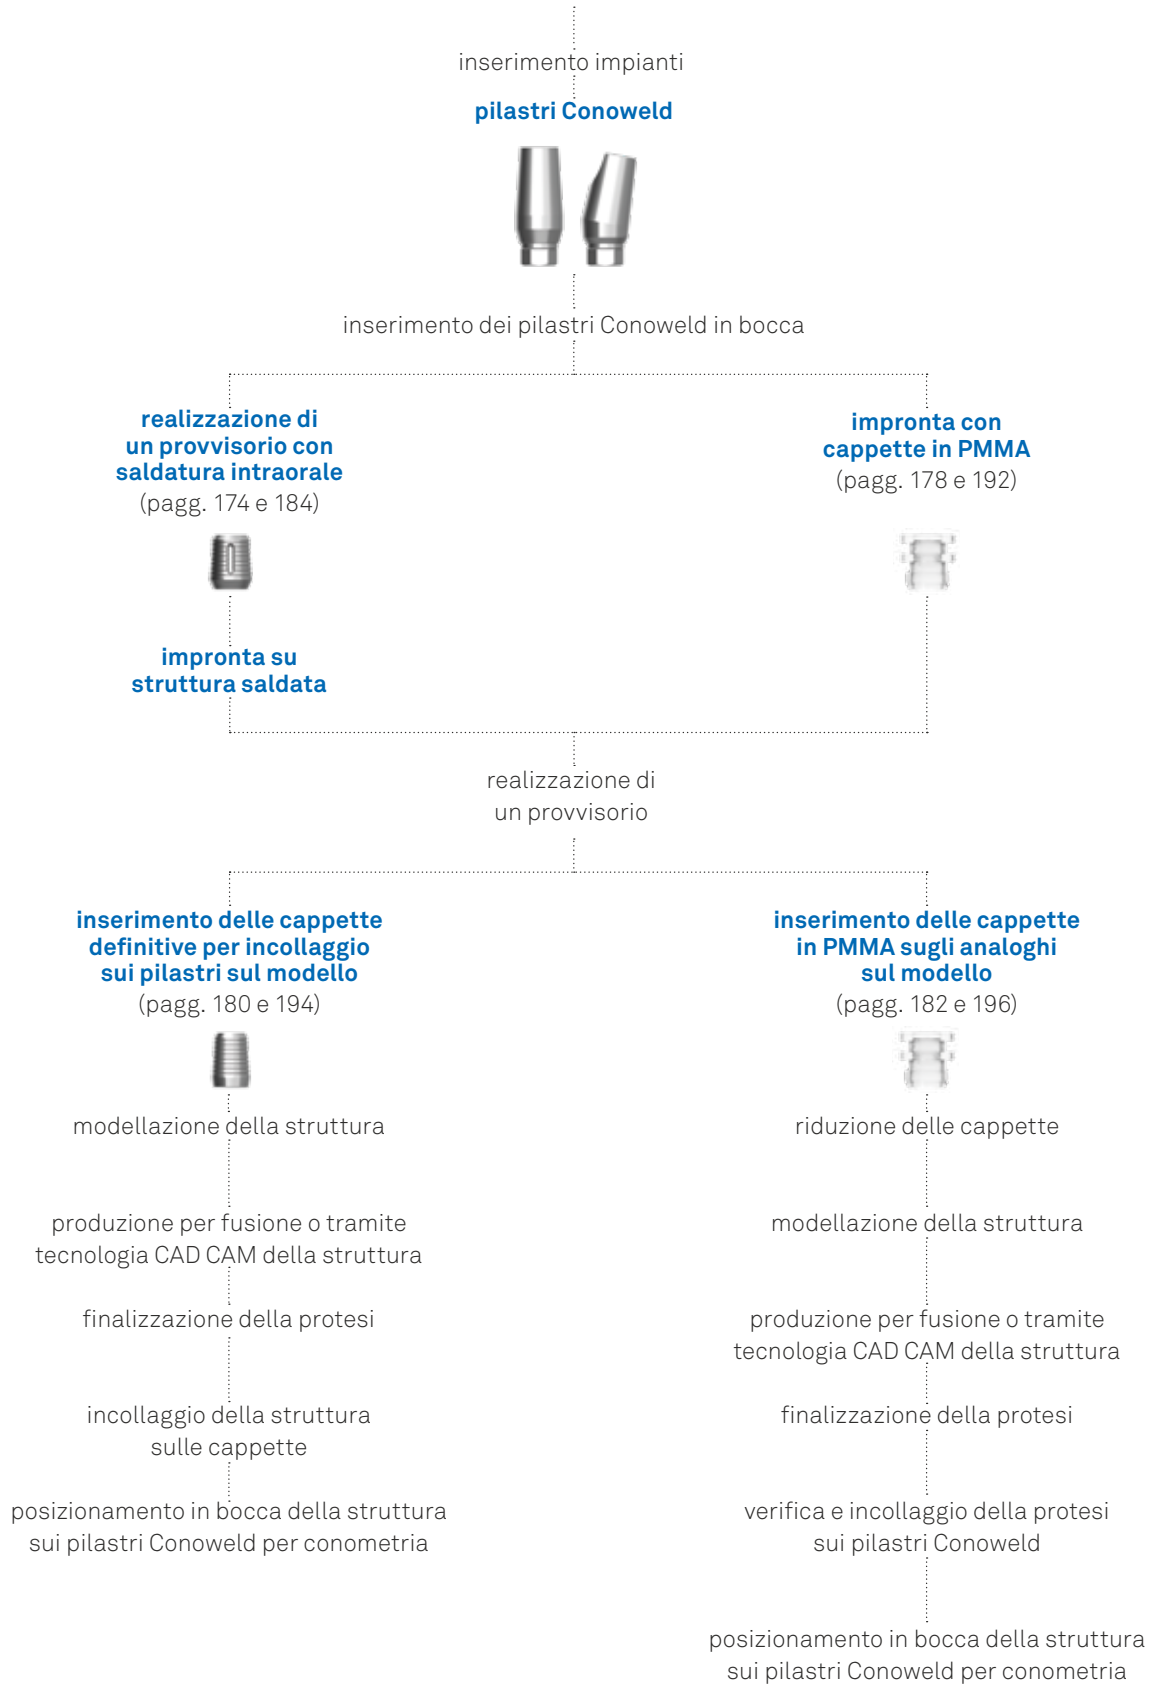 inserimento impianti
pilastri Conoweld
inserimento dei pilastri Conoweld in bocca
realizzazione di
un provvisorio con
saldatura intraorale
(pagg. 174 e 184)
impronta con
cappette in PMMA
(pagg. 178 e 192)
impronta su
struttura saldata
realizzazione di
un provvisorio
inserimento delle cappette
definitive per incollaggio
sui pilastri sul modello
(pagg. 180 e 194)
modellazione della struttura
produzione per fusione o tramite
tecnologia CAD CAM della struttura
finalizzazione della protesi
incollaggio della struttura
sulle cappette
posizionamento in bocca della struttura
sui pilastri Conoweld per conometria
inserimento delle cappette
in PMMA sugli analoghi
sul modello
(pagg. 182 e 196)
riduzione delle cappette
modellazione della struttura
produzione per fusione o tramite
tecnologia CAD CAM della struttura
finalizzazione della protesi
verifica e incollaggio della protesi
sui pilastri Conoweld
posizionamento in bocca della struttura
sui pilastri Conoweld per conometria